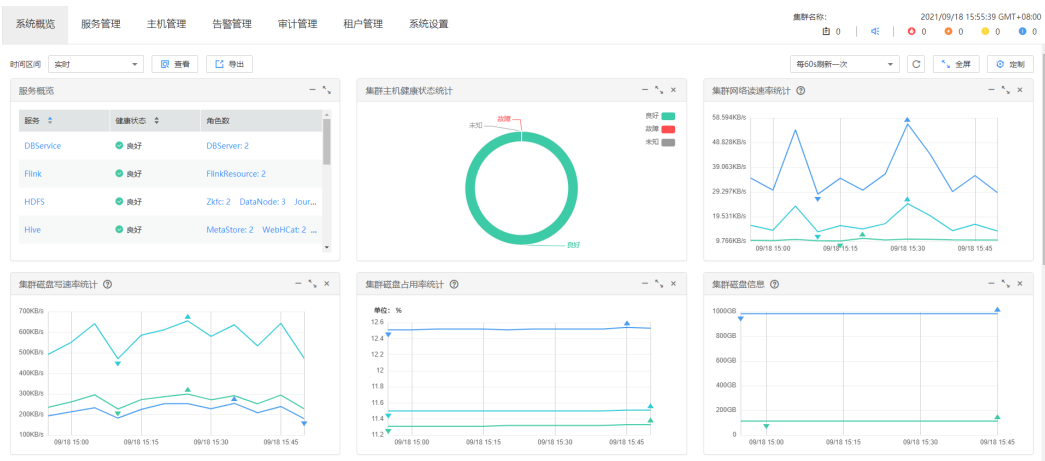 系统概览 服务管理 主机管理 告警管理 审计管理 租户管理 系统设置
集群名称: 2021/09/18 15:55:39 GMT+08:00
0 0 0 0 0
时间区间 实时 查看 导出 每60s刷新一次 全屏 定制
服务概览
服务 健康状态 角色数
DBService 良好 DBServer: 2
Flink 良好 FlinkResource: 2
HDFS 良好 Zkfc: 2 DataNode: 3 Jour...
Hive 良好 MetaStore: 2 WebHCat: 2 ...
集群主机健康状态统计
未知 故障
良好
良好
故障
未知
集群网络读速率统计
58.594KB/s
48.828KB/s
39.063KB/s
29.297KB/s
19.531KB/s
9.766KB/s
09/18 15:00 09/18 15:15 09/18 15:30 09/18 15:45
集群磁盘写速率统计
700KB/s
600KB/s
500KB/s
400KB/s
300KB/s
200KB/s
100KB/s
09/18 15:00 09/18 15:15 09/18 15:30 09/18 15:45
集群磁盘占用率统计
单位: %
12.6
12.4
12.2
12
11.8
11.6
11.4
11.2
09/18 15:00 09/18 15:15 09/18 15:30 09/18 15:45
集群磁盘信息
1000GB
800GB
600GB
400GB
200GB
0
09/18 15:00 09/18 15:15 09/18 15:30 09/18 15:45